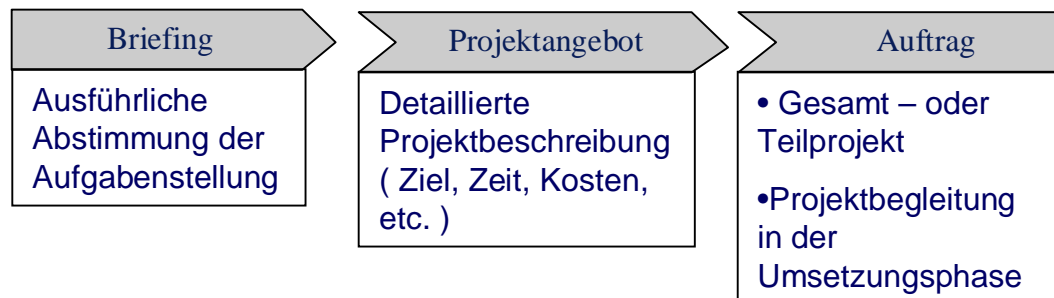 Briefing
Ausführliche
Abstimmung der
Aufgabenstellung
Projektangebot
Detaillierte
Projektbeschreibung
( Ziel, Zeit, Kosten,
etc. )
Auftrag
• Gesamt – oder
Teilprojekt
•Projektbegleitung
in der
Umsetzungsphase